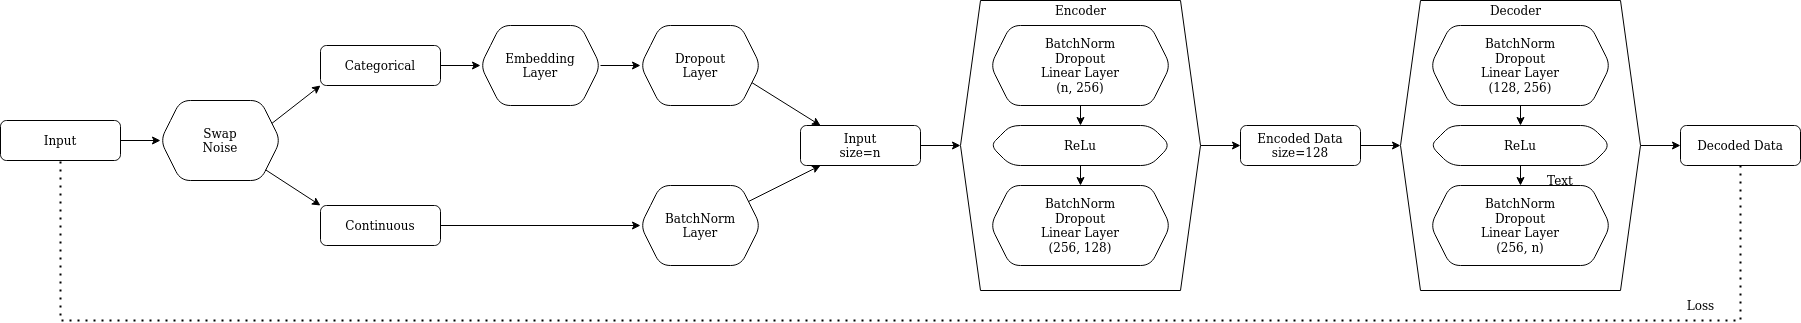 Input
Swap
Noise
Categorical
Continuous
Embedding
Layer
Dropout
Layer
BatchNorm
Layer
Input
size=n
Encoder
BatchNorm
Dropout
Linear Layer
(n, 256)
ReLu
BatchNorm
Dropout
Linear Layer
(256, 128)
Encoded Data
size=128
Decoder
BatchNorm
Dropout
Linear Layer
(128, 256)
ReLu
Text
BatchNorm
Dropout
Linear Layer
(256, n)
Decoded Data
Loss